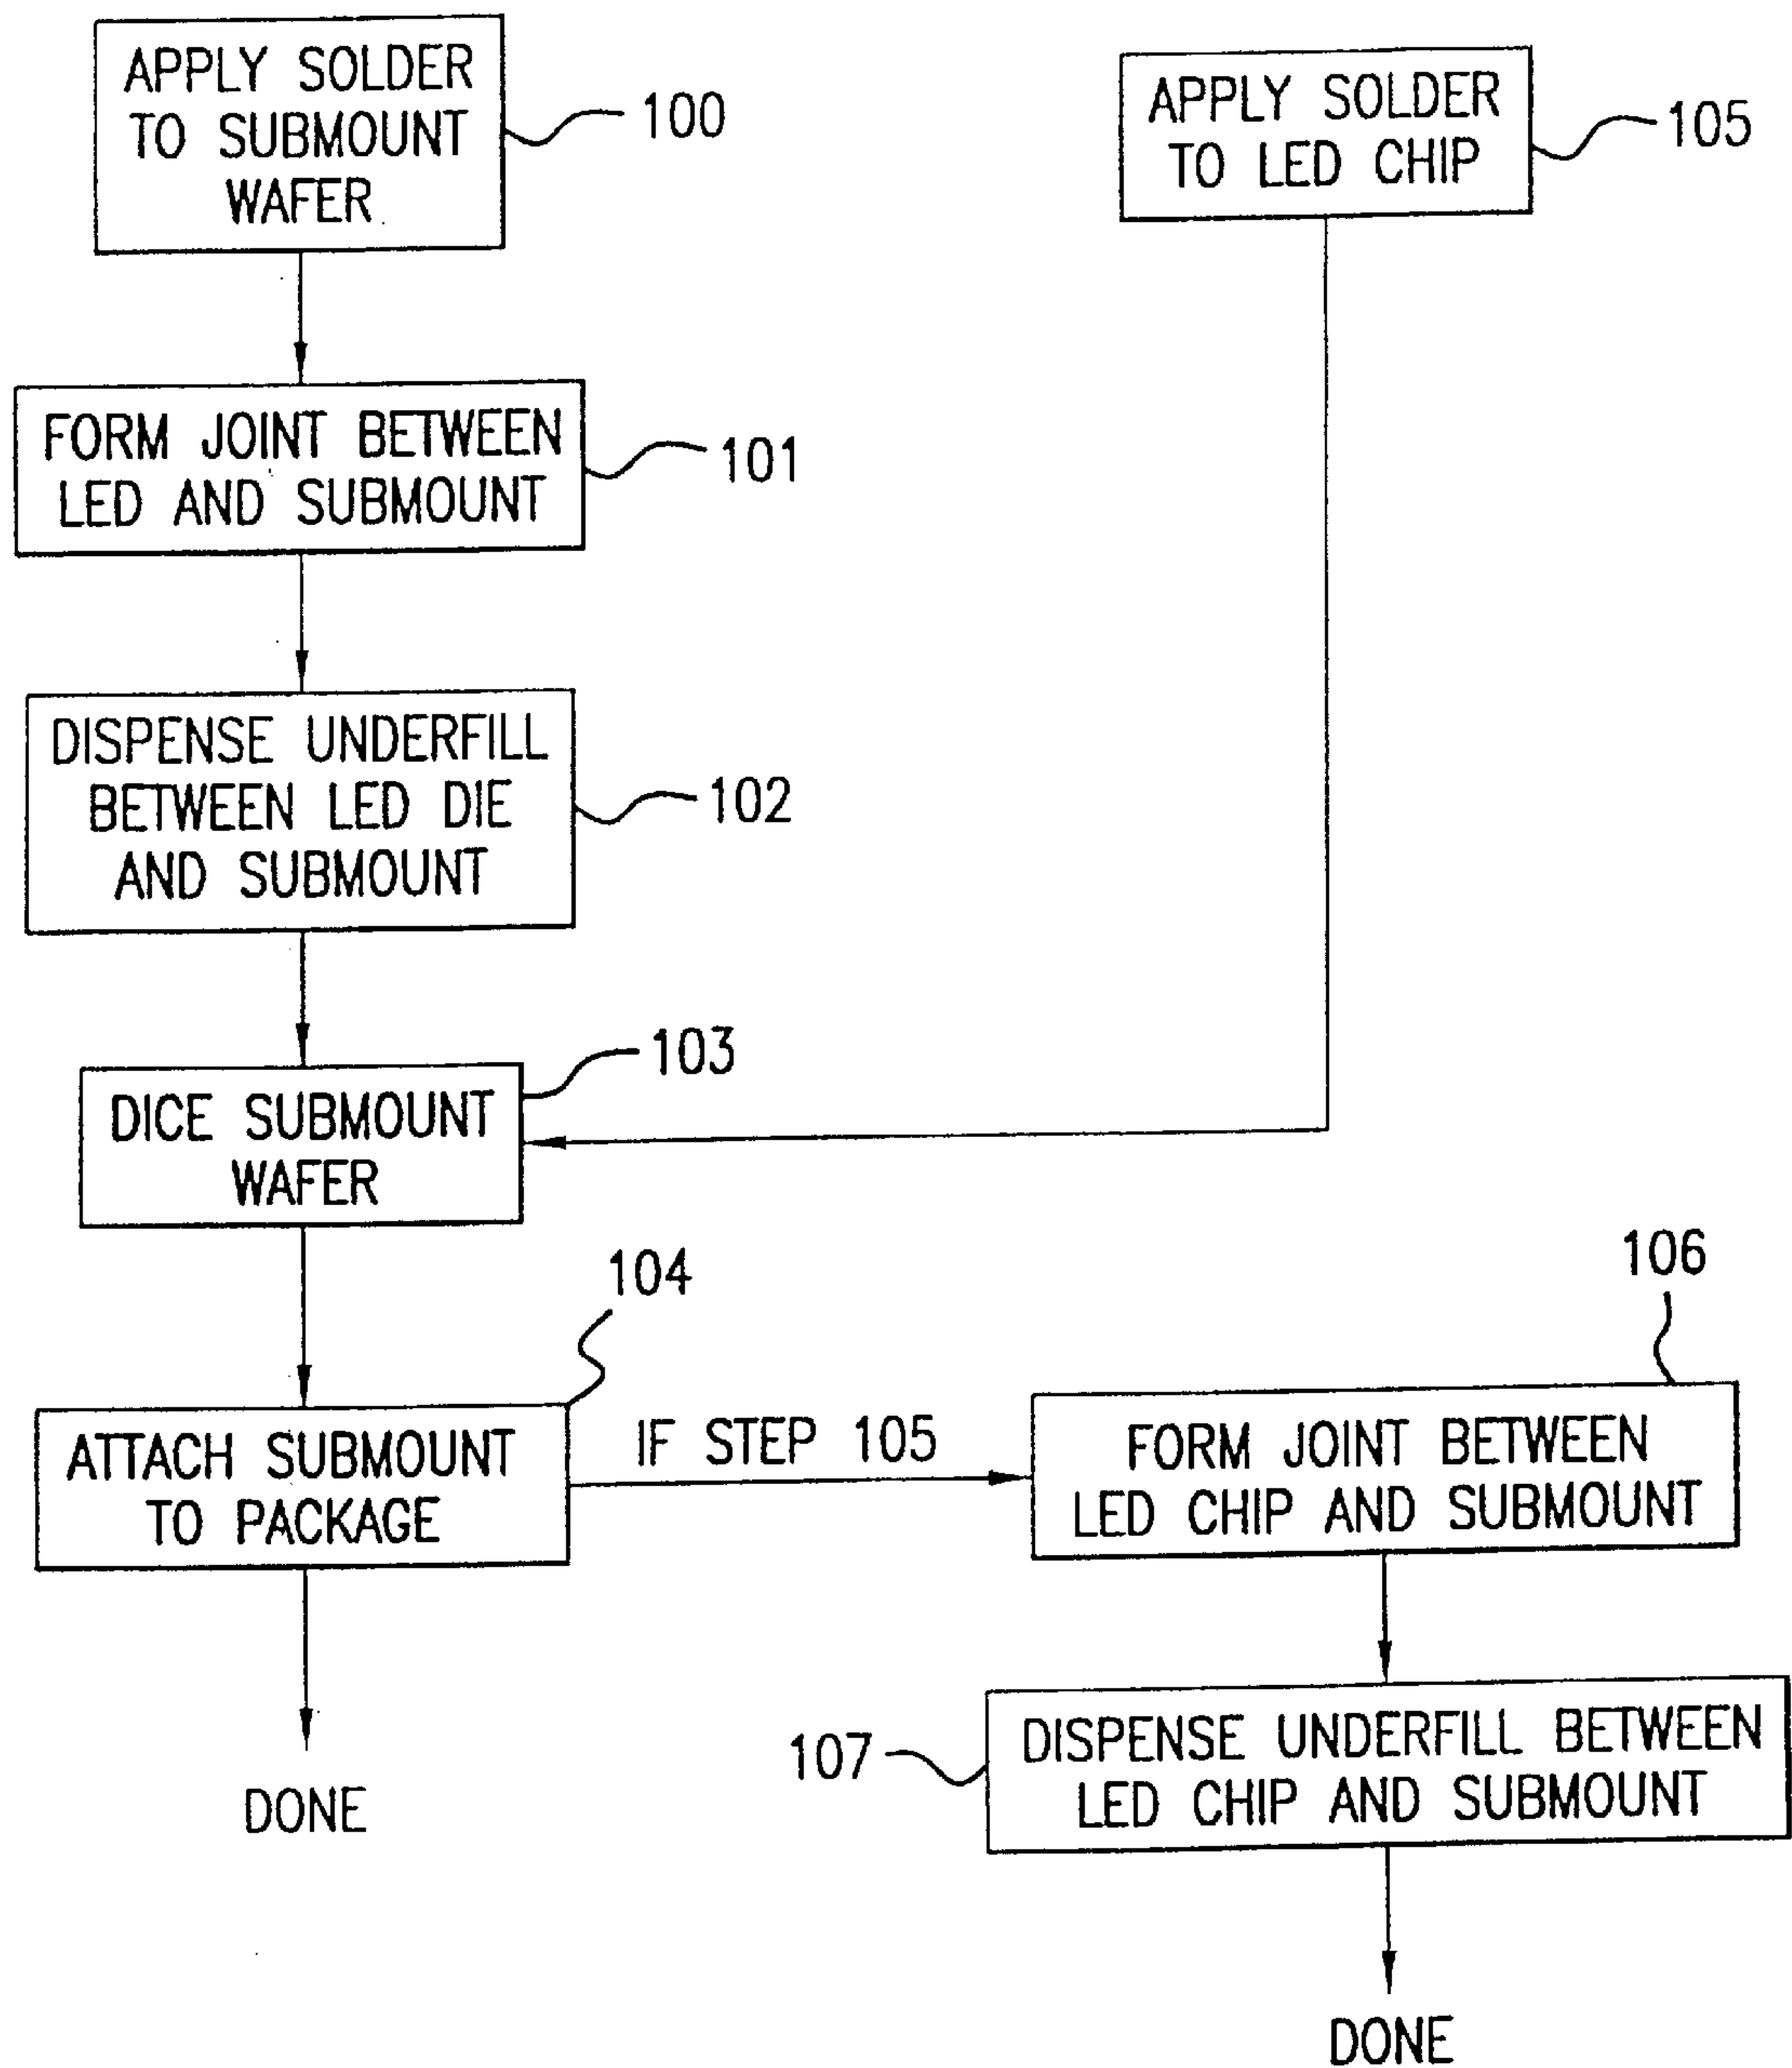 APPLY SOLDER
TO SUBMOUNT
WAFER
100
APPLY SOLDER
TO LED CHIP
105
FORM JOINT BETWEEN
LED AND SUBMOUNT
101
DISPENSE UNDERFILL
BETWEEN LED DIE
AND SUBMOUNT
102
DICE SUBMOUNT
WAFER
103
ATTACH SUBMOUNT
TO PACKAGE
104
IF STEP 105
FORM JOINT BETWEEN
LED CHIP AND SUBMOUNT
106
DISPENSE UNDERFILL BETWEEN
LED CHIP AND SUBMOUNT
107
DONE
DONE